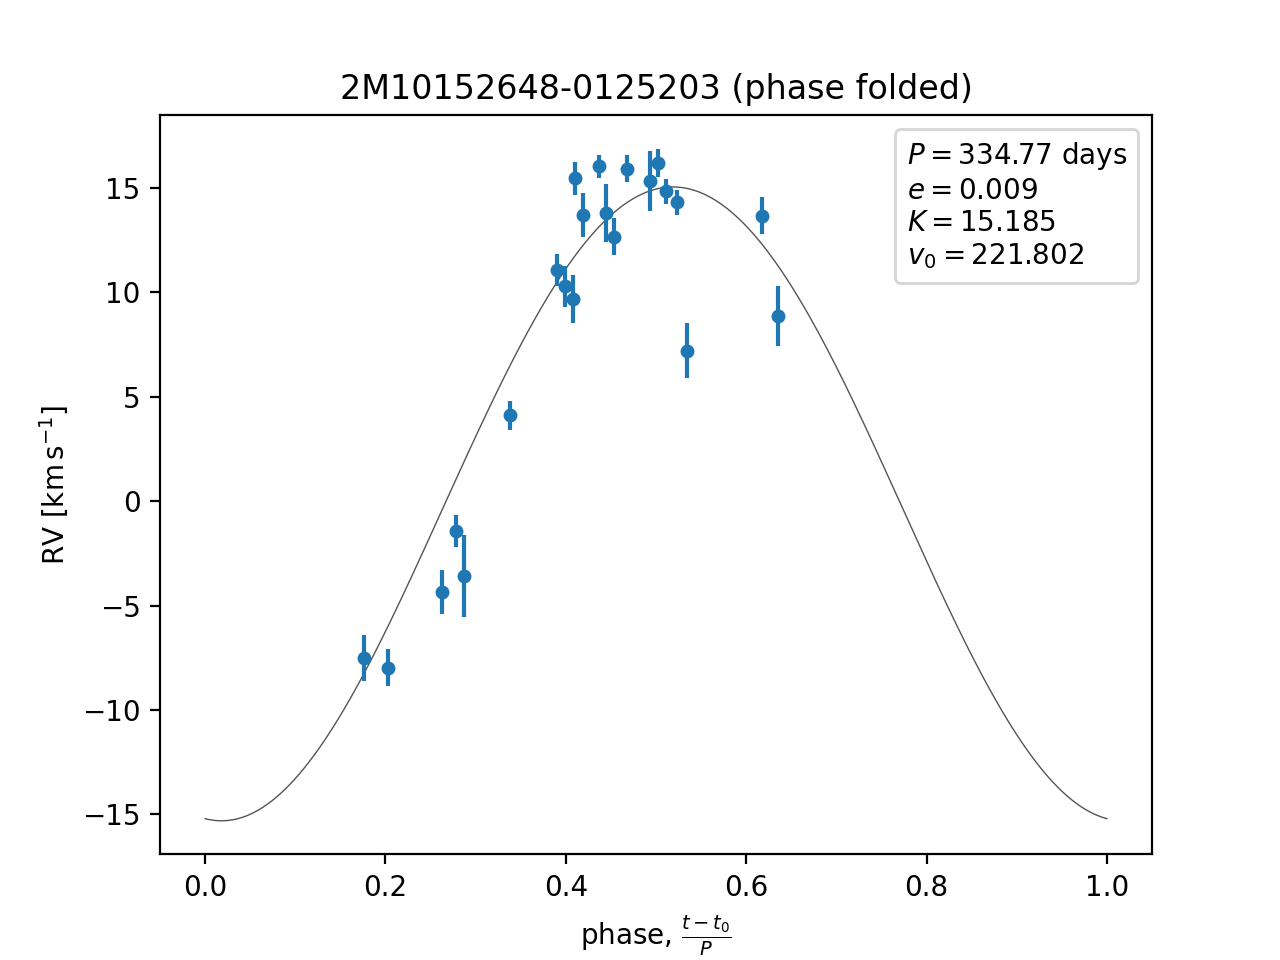 2M10152648-0125203 (phase folded)
P = 334.77 days
e = 0.009
K = 15.185
v₀ = 221.802
15
10
5
0
−5
−10
−15
RV [km s⁻¹]
0.0 0.2 0.4 0.6 0.8 1.0
phase, (t − t₀)/P